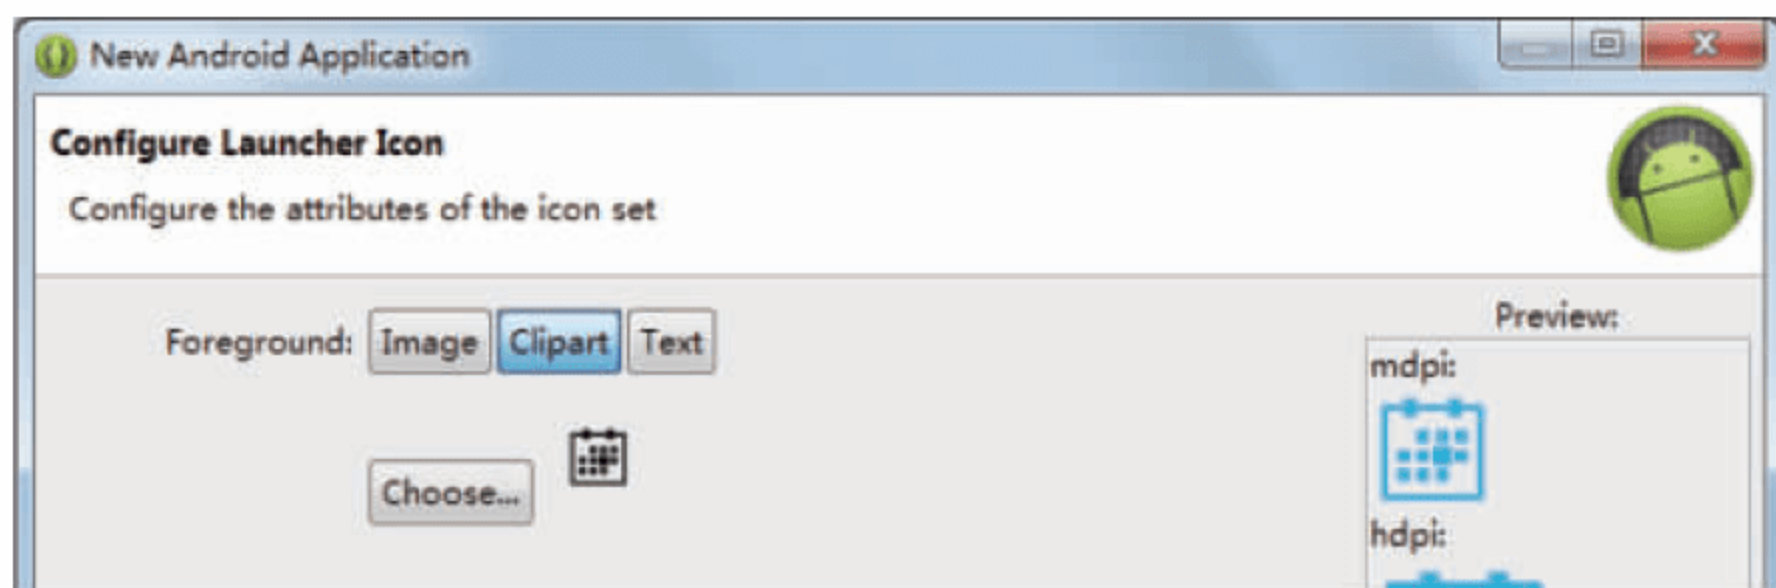 New Android Application
Configure Launcher Icon
Configure the attributes of the icon set
Foreground: Image Clipart Text
Choose...
Preview:
mdpi:
hdpi: